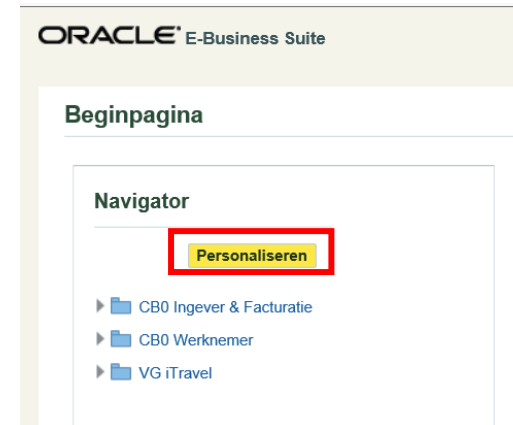 ORACLE® E-Business Suite
Beginpagina
Navigator
Personaliseren
CB0 Ingever & Facturatie
CB0 Werknemer
VG iTravel